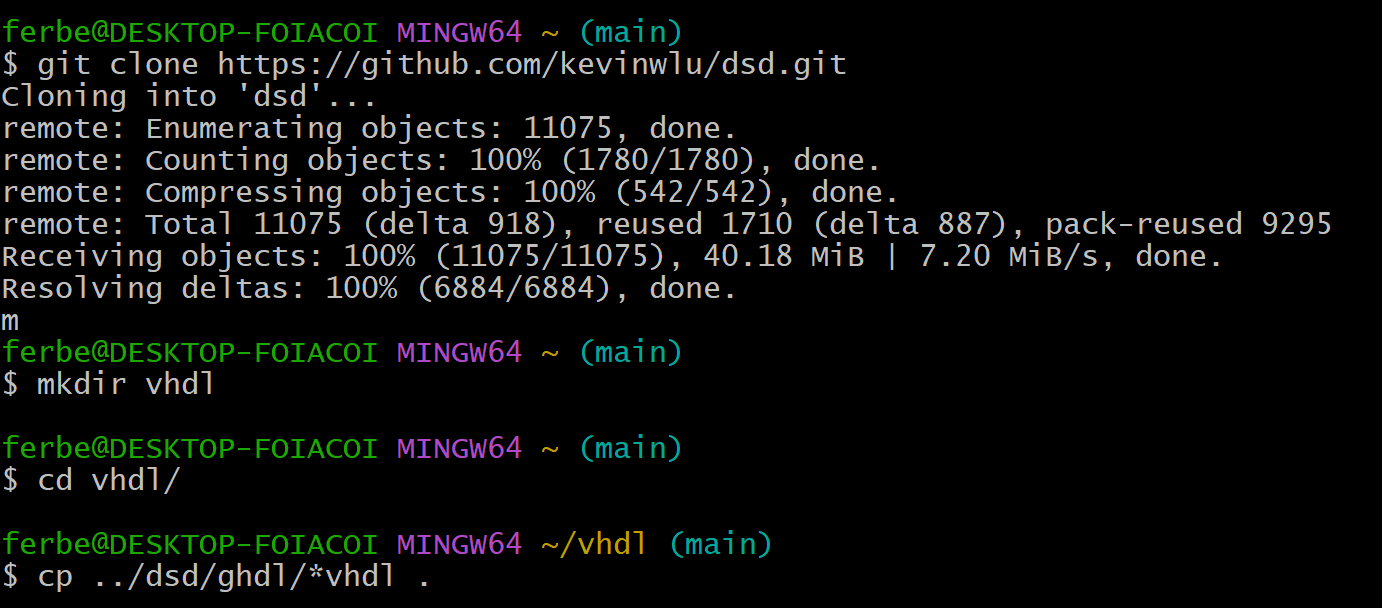 ferbe@DESKTOP-FOIACOI MINGW64 ~ (main)
$ git clone https://github.com/kevinwlu/dsd.git
Cloning into 'dsd'...
remote: Enumerating objects: 11075, done.
remote: Counting objects: 100% (1780/1780), done.
remote: Compressing objects: 100% (542/542), done.
remote: Total 11075 (delta 918), reused 1710 (delta 887), pack-reused 9295
Receiving objects: 100% (11075/11075), 40.18 MiB | 7.20 MiB/s, done.
Resolving deltas: 100% (6884/6884), done.
m
ferbe@DESKTOP-FOIACOI MINGW64 ~ (main)
$ mkdir vhdl
ferbe@DESKTOP-FOIACOI MINGW64 ~ (main)
$ cd vhdl/
ferbe@DESKTOP-FOIACOI MINGW64 ~/vhdl (main)
$ cp ../dsd/ghdl/*vhdl .